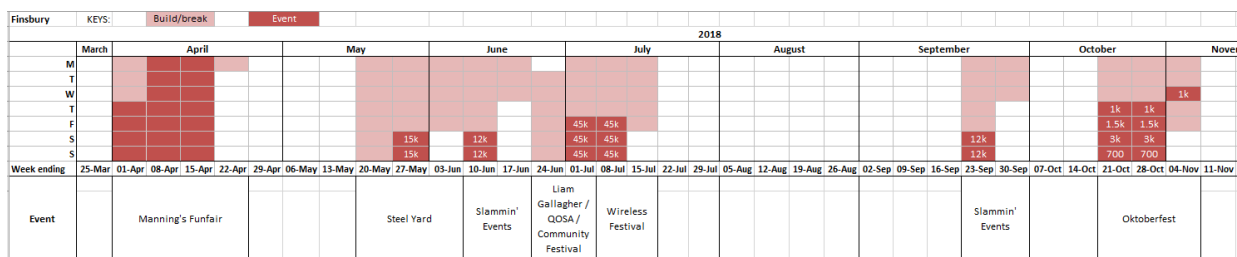 Finsbury KEYS: Build/break Event
2018
March April May June July August September October Nover
M
T
W 1k
T 1k 1k
F 45k 45k 1.5k 1.5k
S 15k 12k 45k 45k 12k 3k 3k
S 15k 12k 45k 45k 12k 700 700
Week ending 25-Mar 01-Apr 08-Apr 15-Apr 22-Apr 29-Apr 06-May 13-May 20-May 27-May 03-Jun 10-Jun 17-Jun 24-Jun 01-Jul 08-Jul 15-Jul 22-Jul 29-Jul 05-Aug 12-Aug 19-Aug 26-Aug 02-Sep 09-Sep 16-Sep 23-Sep 30-Sep 07-Oct 14-Oct 21-Oct 28-Oct 04-Nov 11-Nov
Event Manning's Funfair Steel Yard Slammin' Events Liam Gallagher / QOSA / Community Festival Wireless Festival Slammin' Events Oktoberfest